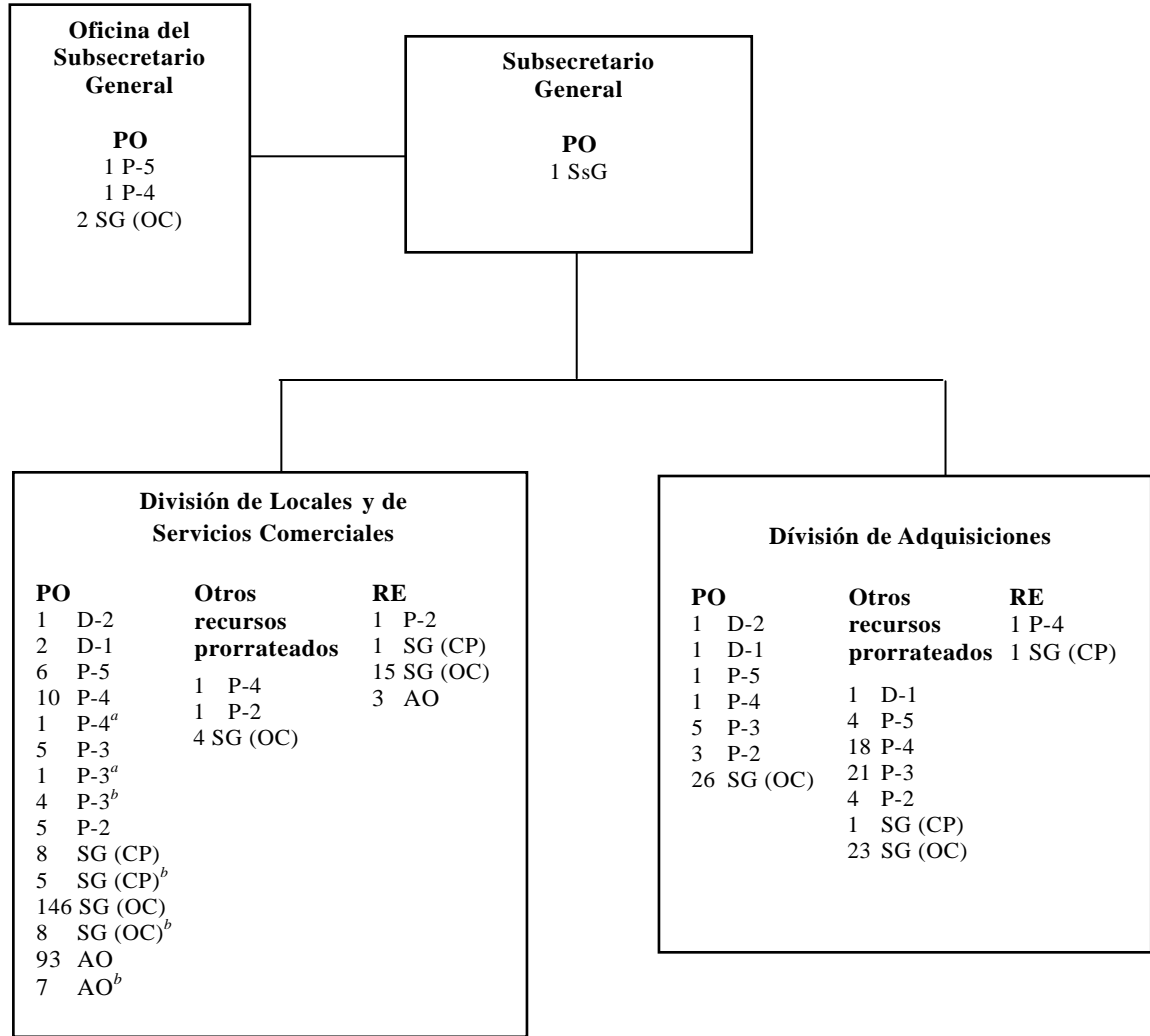 Oficina del
Subsecretario
General
PO
1 P-5
1 P-4
2 SG (OC)
Subsecretario
General
PO
1 SsG
División de Locales y de
Servicios Comerciales
PO
1 D-2
2 D-1
6 P-5
10 P-4
1 P-4a
5 P-3
1 P-3a
4 P-3b
5 P-2
8 SG (CP)
5 SG (CP)b
146 SG (OC)
8 SG (OC)b
93 AO
7 AOb
Otros
recursos
prorrateados
1 P-4
1 P-2
4 SG (OC)
RE
1 P-2
1 SG (CP)
15 SG (OC)
3 AO
Dívisión de Adquisiciones
PO
1 D-2
1 D-1
1 P-5
1 P-4
5 P-3
3 P-2
26 SG (OC)
Otros
recursos
prorrateados
1 D-1
4 P-5
18 P-4
21 P-3
4 P-2
1 SG (CP)
23 SG (OC)
RE
1 P-4
1 SG (CP)